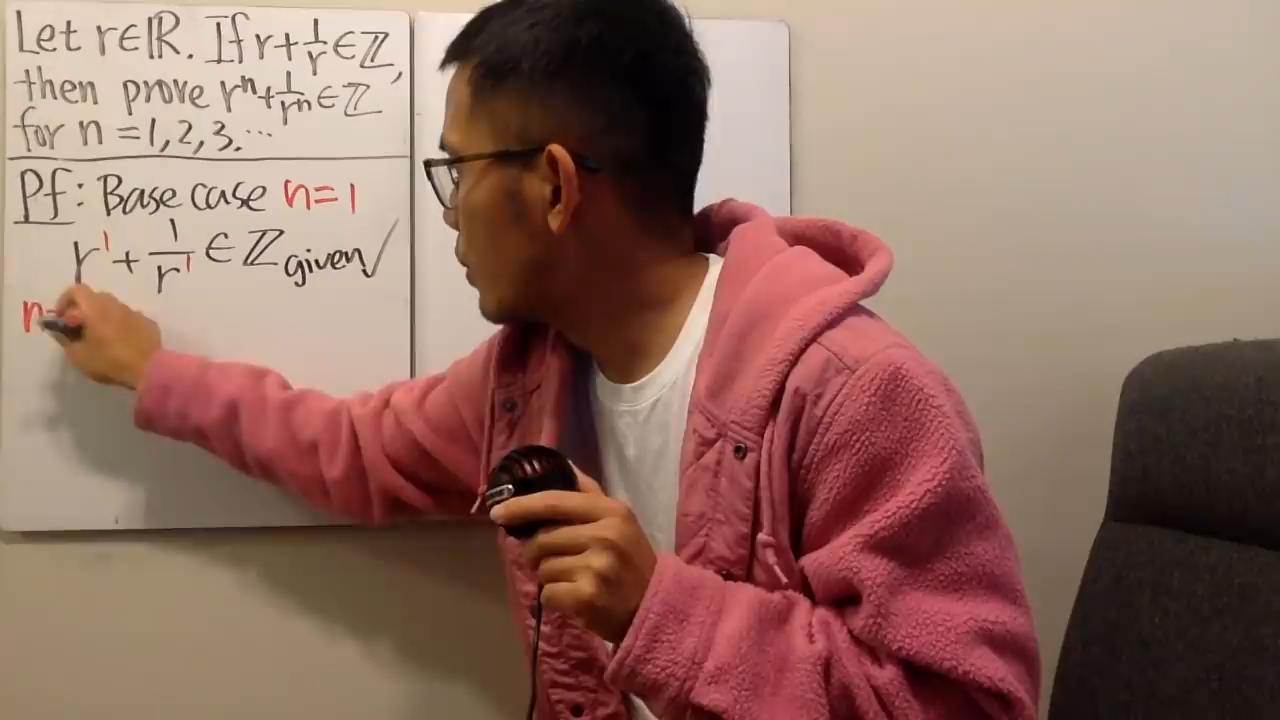 Let r∈ℝ. If r+1/r∈ℤ,
then prove rⁿ+1/rⁿ∈ℤ
for n=1,2,3,...
Pf: Base case n=1
r¹+1/r¹∈ℤ given✓
n=